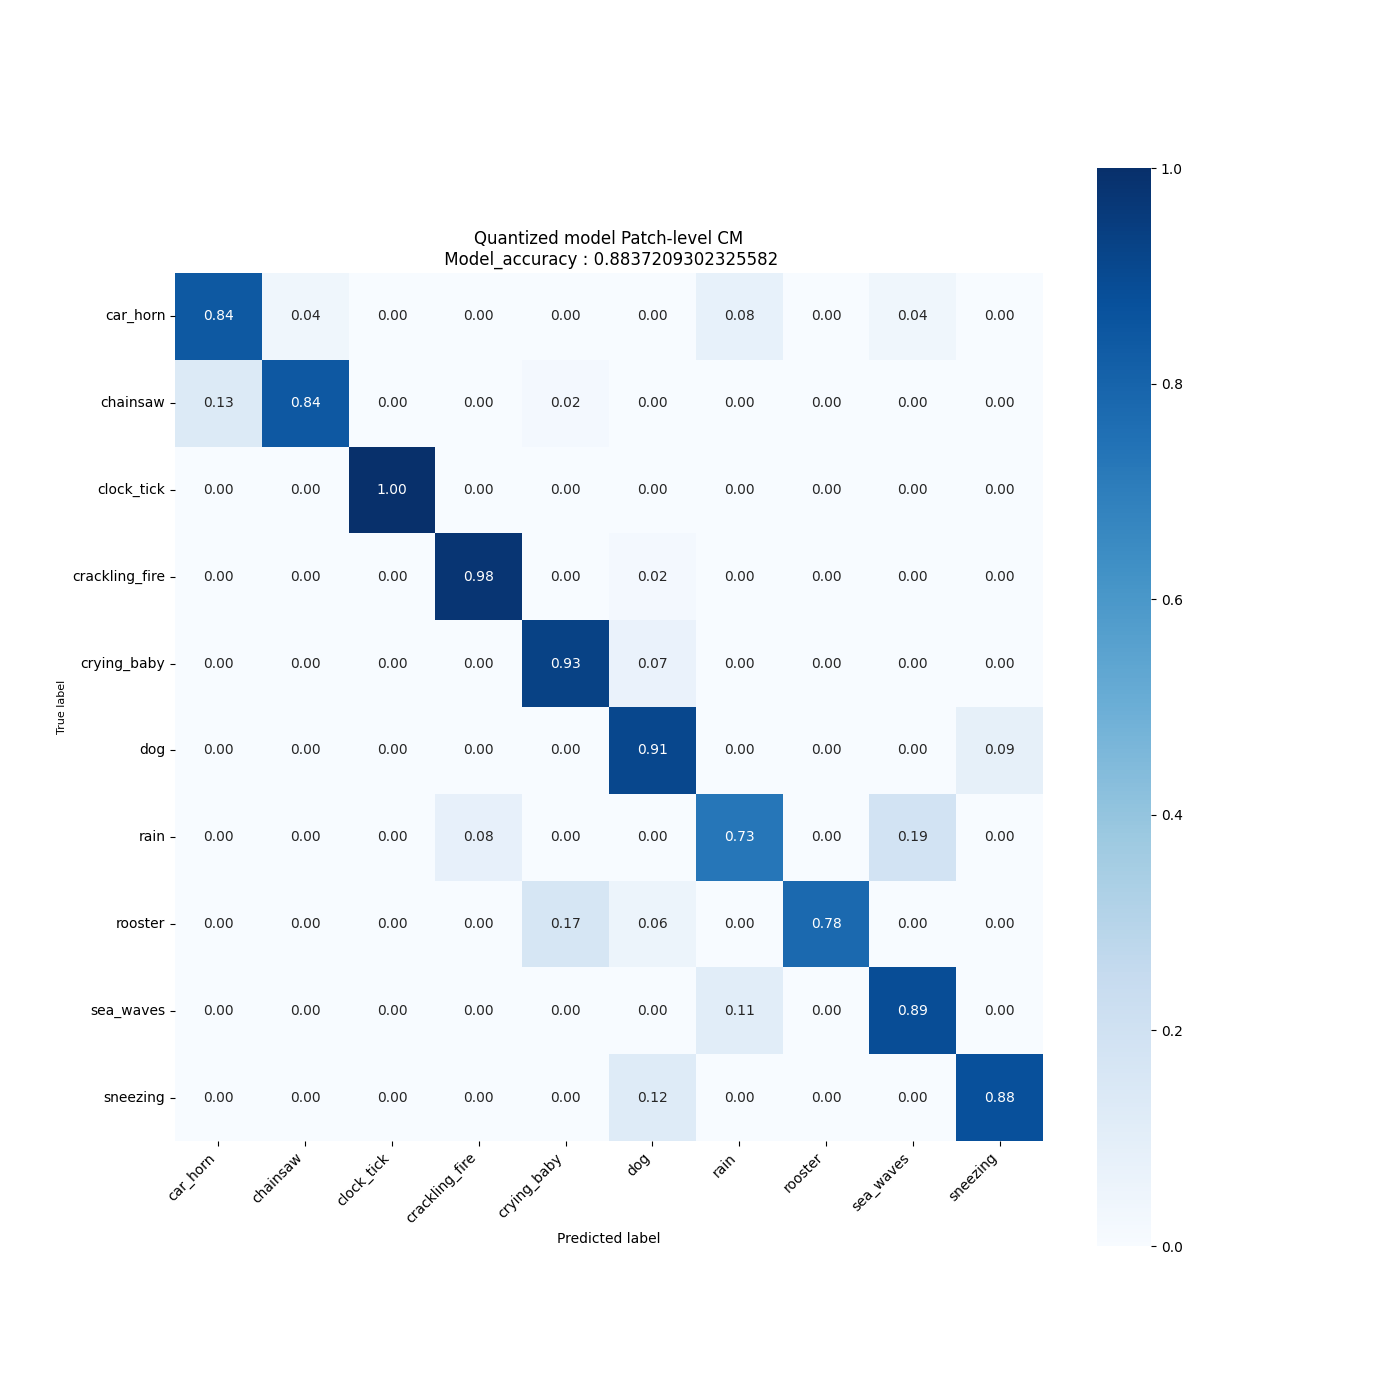 Quantized model Patch-level CM
Model_accuracy : 0.8837209302325582
1.0
0.8
0.6
0.4
0.2
0.0
True label
car_horn 0.84 0.04 0.00 0.00 0.00 0.00 0.08 0.00 0.04 0.00
chainsaw 0.13 0.84 0.00 0.00 0.02 0.00 0.00 0.00 0.00 0.00
clock_tick 0.00 0.00 1.00 0.00 0.00 0.00 0.00 0.00 0.00 0.00
crackling_fire 0.00 0.00 0.00 0.98 0.00 0.02 0.00 0.00 0.00 0.00
crying_baby 0.00 0.00 0.00 0.00 0.93 0.07 0.00 0.00 0.00 0.00
dog 0.00 0.00 0.00 0.00 0.00 0.91 0.00 0.00 0.00 0.09
rain 0.00 0.00 0.00 0.08 0.00 0.00 0.73 0.00 0.19 0.00
rooster 0.00 0.00 0.00 0.00 0.17 0.06 0.00 0.78 0.00 0.00
sea_waves 0.00 0.00 0.00 0.00 0.00 0.00 0.11 0.00 0.89 0.00
sneezing 0.00 0.00 0.00 0.00 0.00 0.12 0.00 0.00 0.00 0.88
car_horn chainsaw clock_tick crackling_fire crying_baby dog rain rooster sea_waves sneezing
Predicted label